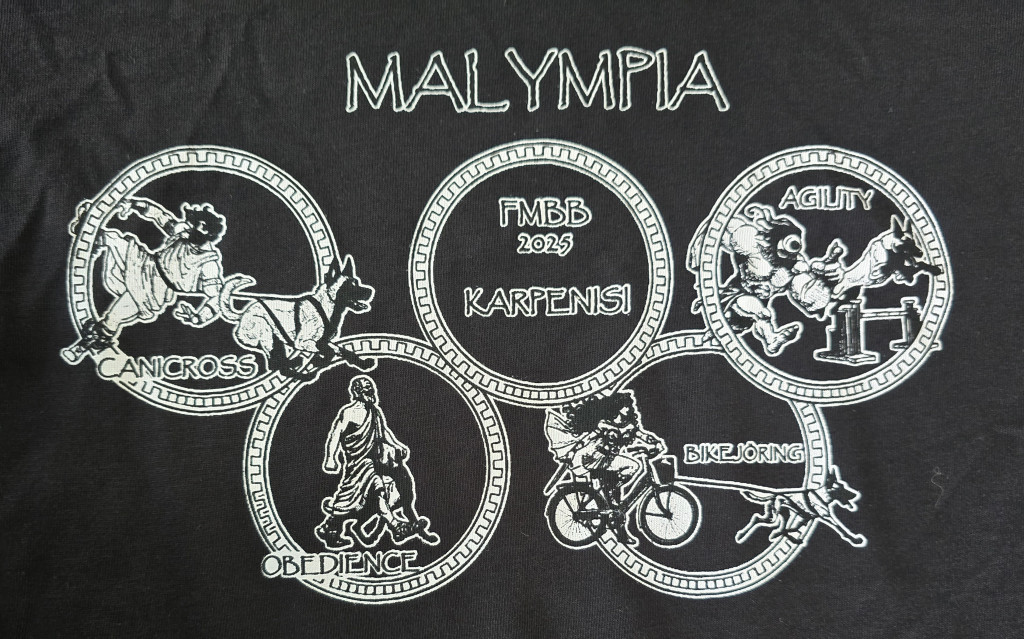 MALYMPIA
FMBB
2025
KARPENISI
AGILITY
CANICROSS
OBEDIENCE
BIKEJÖRING